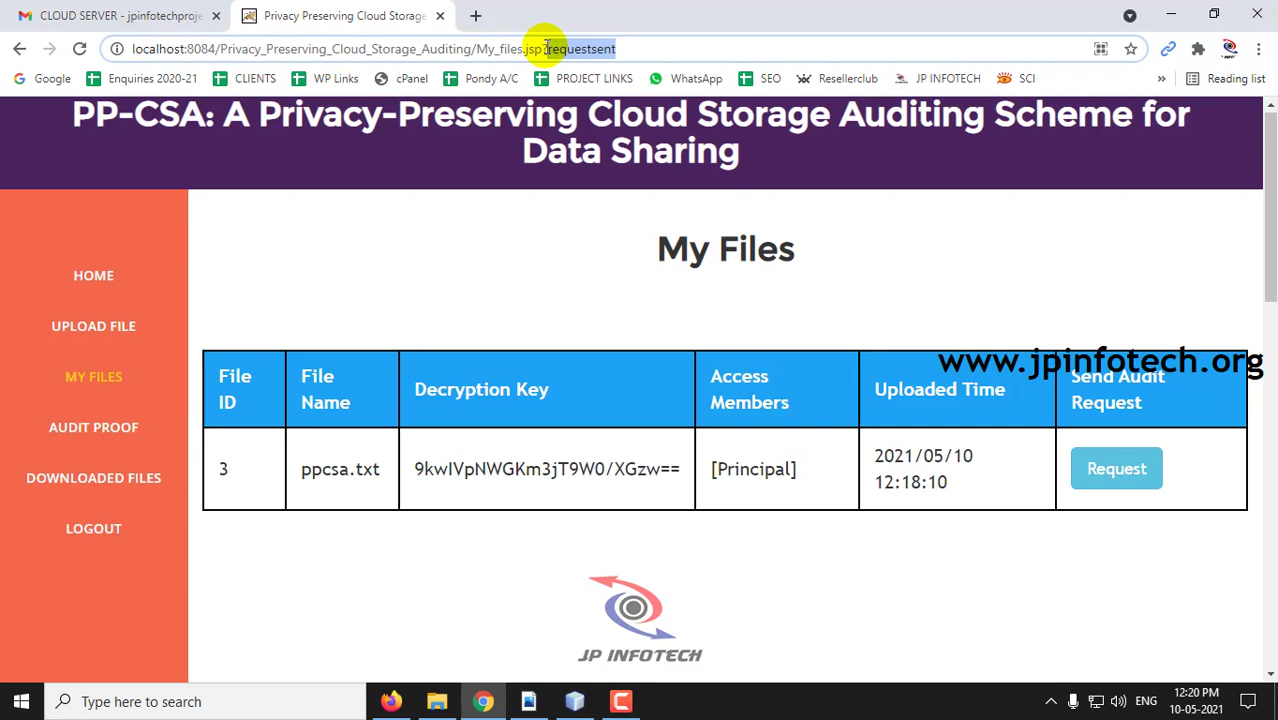 CLOUD SERVER - jpinfotechproje
Privacy Preserving Cloud Storage
localhost:8084/Privacy_Preserving_Cloud_Storage_Auditing/My_files.jsp?requestsent
Google
Enquiries 2020-21
CLIENTS
WP Links
cPanel
Pondy A/C
PROJECT LINKS
WhatsApp
SEO
Resellerclub
JP INFOTECH
SCI
»
Reading list
PP-CSA: A Privacy-Preserving Cloud Storage Auditing Scheme for
Data Sharing
HOME
UPLOAD FILE
MY FILES
AUDIT PROOF
DOWNLOADED FILES
LOGOUT
My Files
www.jpinfotech.org
File ID
File Name
Decryption Key
Access Members
Uploaded Time
Send Audit Request
3
ppcsa.txt
9kwIVpNWGKm3jT9W0/XGzw==
[Principal]
2021/05/10
12:18:10
Request
JP INFOTECH
Type here to search
ENG
12:20 PM
10-05-2021